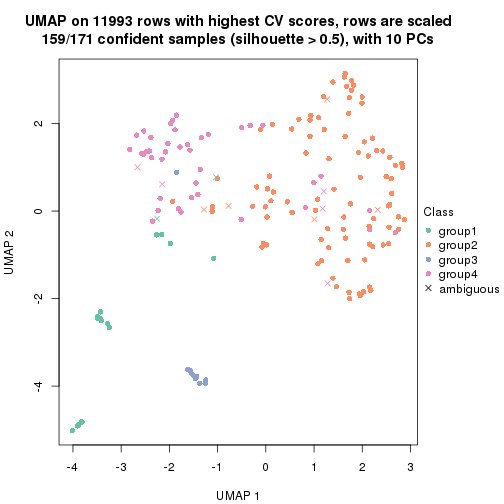 UMAP on 11993 rows with highest CV scores, rows are scaled
159/171 confident samples (silhouette > 0.5), with 10 PCs
2
0
-2
-4
UMAP 2
-4 -3 -2 -1 0 1 2 3
UMAP 1
Class
group1
group2
group3
group4
ambiguous